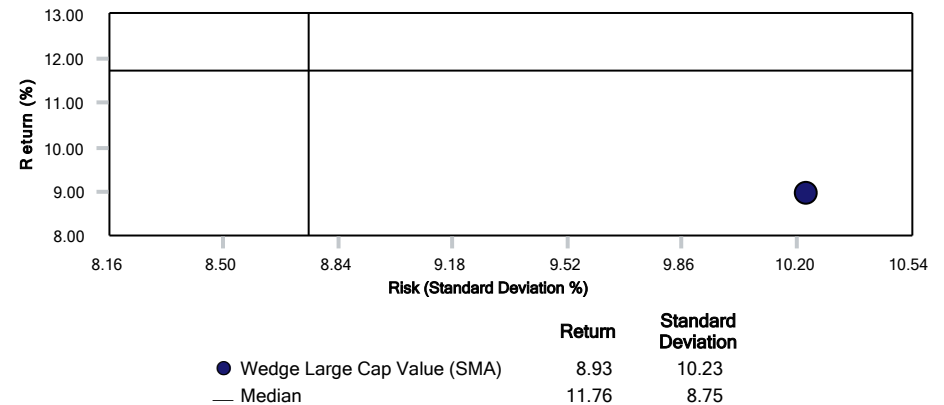 13.00
12.00
11.00
10.00
9.00
8.00
Return (%)
8.16 8.50 8.84 9.18 9.52 9.86 10.20 10.54
Risk (Standard Deviation %)
Return Standard Deviation
Wedge Large Cap Value (SMA) 8.93 10.23
Median 11.76 8.75